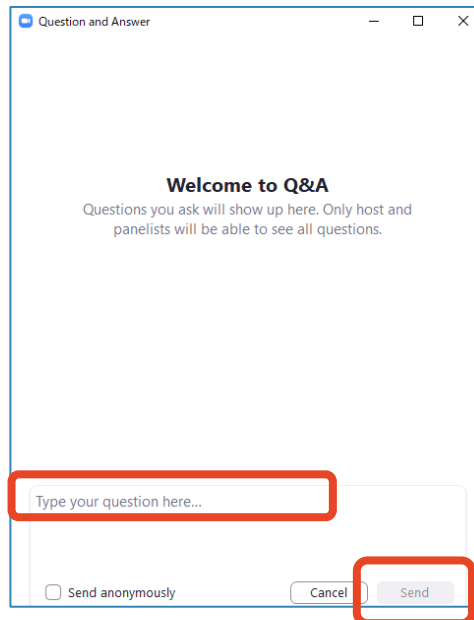 Question and Answer
Welcome to Q&A
Questions you ask will show up here. Only host and
panelists will be able to see all questions.
Type your question here...
Send anonymously
Cancel
Send